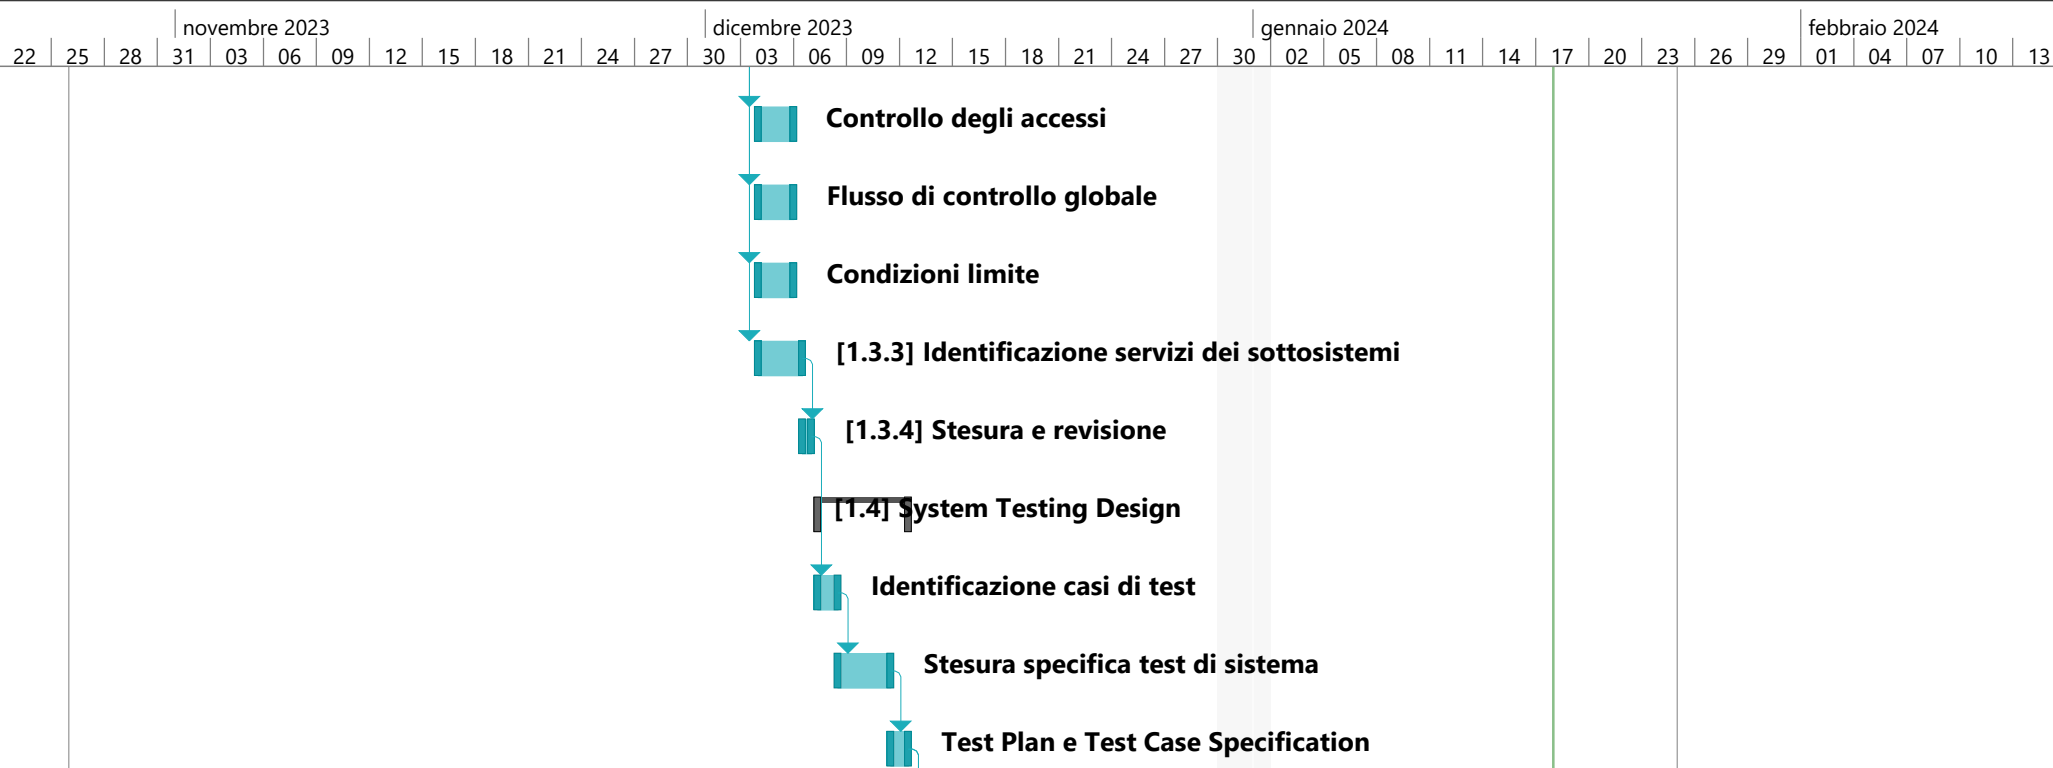 novembre 2023 dicembre 2023 gennaio 2024 febbraio 2024
22 25 28 31 03 06 09 12 15 18 21 24 27 30 03 06 09 12 15 18 21 24 27 30 02 05 08 11 14 17 20 23 26 29 01 04 07 10 13
Controllo degli accessi
Flusso di controllo globale
Condizioni limite
[1.3.3] Identificazione servizi dei sottosistemi
[1.3.4] Stesura e revisione
[1.4] System Testing Design
Identificazione casi di test
Stesura specifica test di sistema
Test Plan e Test Case Specification